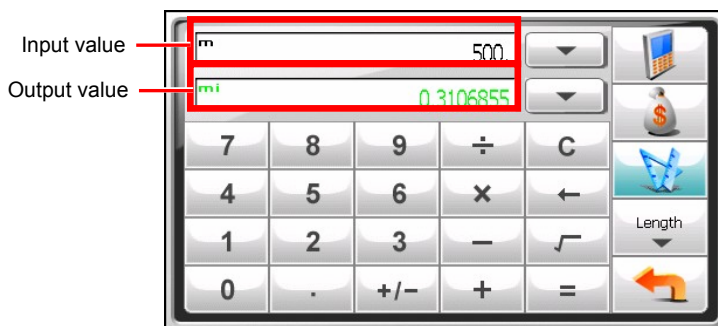 Input value
m 500.
Output value
mi 0.3106855
7 8 9 ÷ C
$
4 5 6 × ←
1 2 3 − √
Length
0 . +/− + =